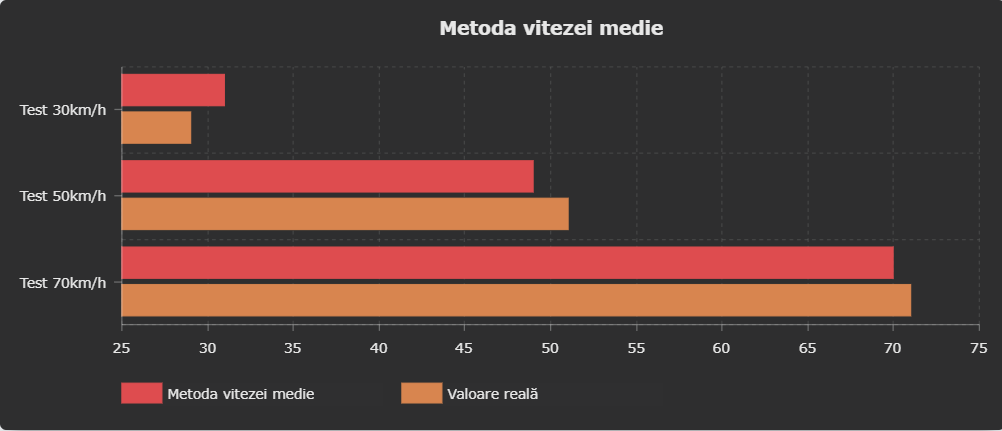 Metoda vitezei medie
Test 30km/h
Test 50km/h
Test 70km/h
25 30 35 40 45 50 55 60 65 70 75
Metoda vitezei medie Valoare reală